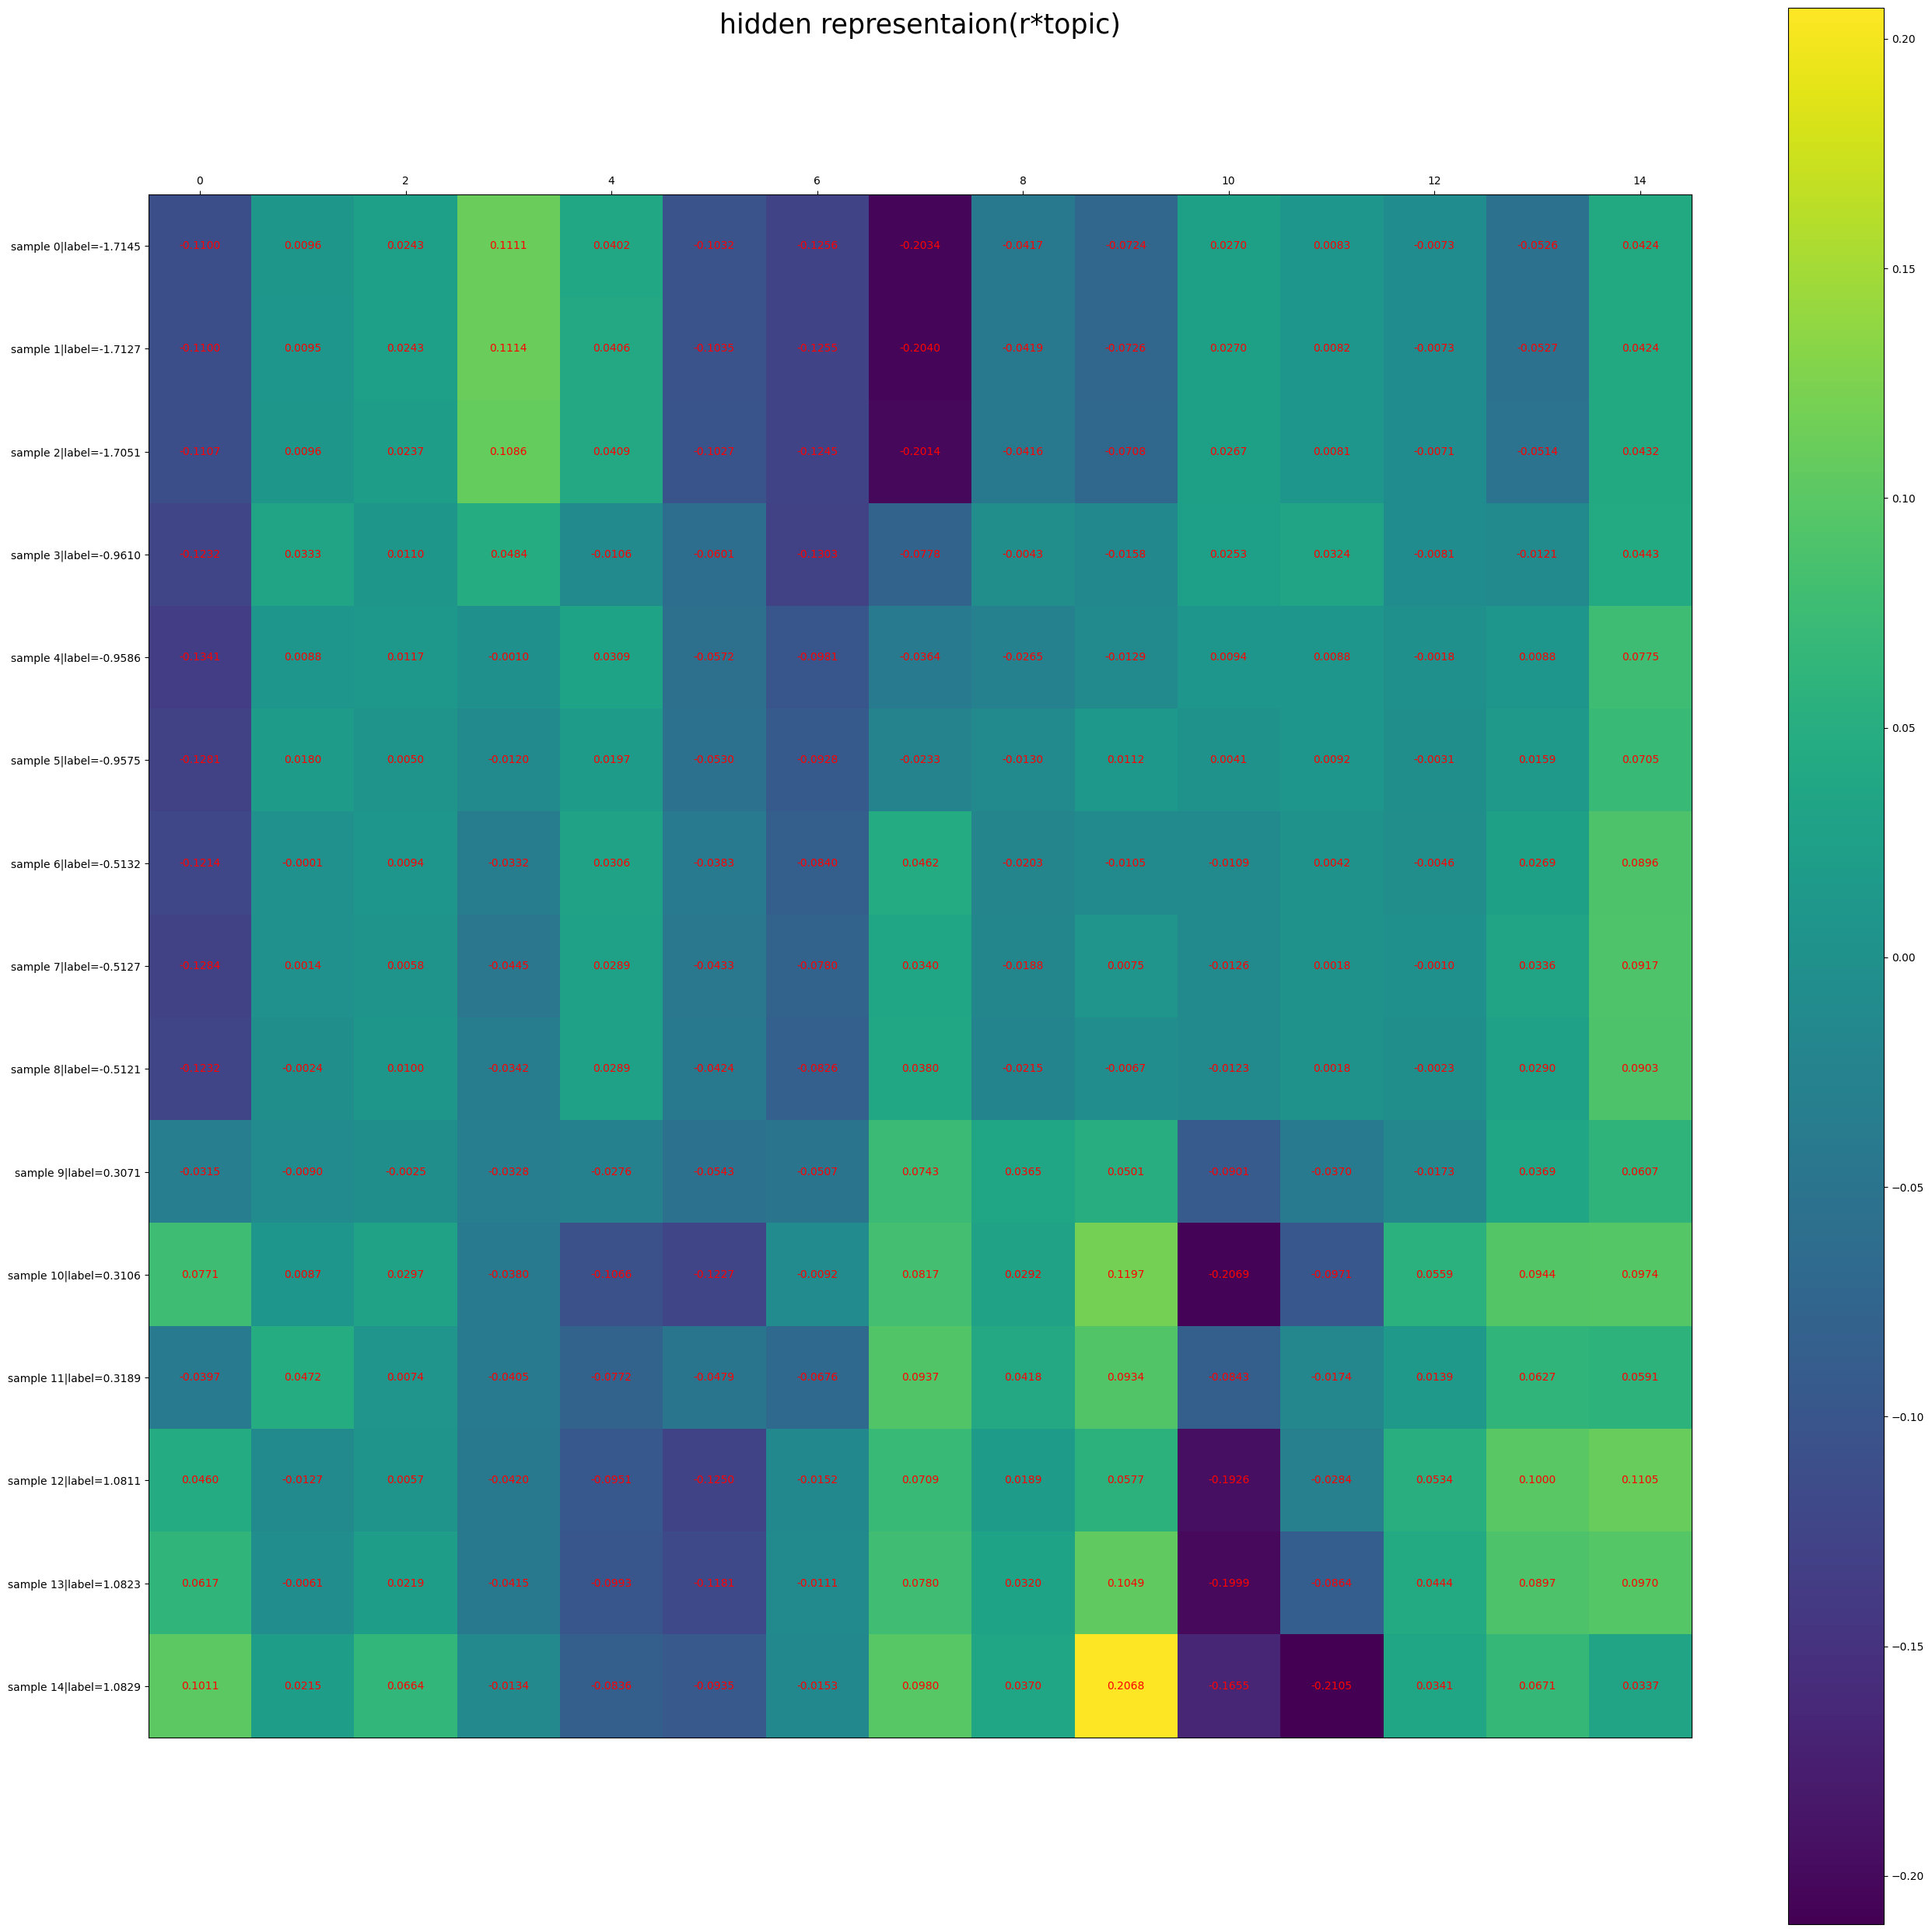 hidden representaion(r*topic)
0 2 4 6 8 10 12 14
sample 0|label=-1.7145 0.0096 0.0243 0.1111 0.0402 -0.2034 -0.0417 -0.0724 0.0270 0.0083 -0.0073 -0.0526 0.0424
sample 1|label=-1.7127 0.0095 0.0243 0.1114 0.0406 -0.2040 -0.0419 -0.0726 0.0270 0.0082 -0.0073 -0.0527 0.0424
sample 2|label=-1.7051 0.0096 0.0237 0.1086 0.0409 -0.2014 -0.0416 -0.0708 0.0267 0.0081 -0.0071 -0.0514 0.0432
sample 3|label=-0.9610 0.0333 0.0110 0.0484 -0.0106 -0.0601 -0.0778 -0.0043 -0.0158 0.0253 0.0324 -0.0081 -0.0121 0.0443
sample 4|label=-0.9586 0.0088 0.0117 -0.0010 0.0309 -0.0572 -0.0364 -0.0265 -0.0129 0.0094 0.0088 -0.0018 0.0088 0.0775
sample 5|label=-0.9575 0.0180 0.0050 -0.0120 0.0197 -0.0530 -0.0233 -0.0130 0.0112 0.0041 0.0092 -0.0031 0.0159 0.0705
sample 6|label=-0.5132 -0.0001 0.0094 -0.0332 0.0306 -0.0383 0.0462 -0.0203 -0.0105 -0.0109 0.0042 -0.0046 0.0269 0.0896
sample 7|label=-0.5127 0.0014 0.0058 -0.0445 0.0289 -0.0433 0.0340 -0.0188 0.0075 -0.0126 0.0018 -0.0010 0.0336 0.0917
sample 8|label=-0.5121 -0.0024 0.0100 -0.0342 0.0289 -0.0424 0.0380 -0.0215 -0.0067 -0.0123 0.0018 -0.0023 0.0290 0.0903
sample 9|label=0.3071 -0.0315 -0.0090 -0.0025 -0.0328 -0.0276 -0.0543 -0.0507 0.0743 0.0365 0.0501 -0.0370 -0.0173 0.0369 0.0607
sample 10|label=0.3106 0.0771 0.0087 0.0297 -0.0380 -0.0092 0.0817 0.0292 0.1197 -0.2069 -0.0971 0.0559 0.0944 0.0974
sample 11|label=0.3189 -0.0397 0.0472 0.0074 -0.0405 -0.0772 -0.0479 -0.0676 0.0937 0.0418 0.0934 -0.0842 -0.0174 0.0139 0.0627 0.0591
sample 12|label=1.0811 0.0460 -0.0127 0.0057 -0.0420 -0.0152 0.0709 0.0189 0.0577 -0.1926 -0.0284 0.0534 0.1000 0.1105
sample 13|label=1.0823 0.0617 -0.0061 0.0219 -0.0415 -0.0111 0.0780 0.0320 0.1049 -0.1999 -0.0864 0.0444 0.0897 0.0970
sample 14|label=1.0829 0.1011 0.0215 0.0664 -0.0134 -0.0153 0.0980 0.0370 0.2068 -0.1655 -0.2105 0.0341 0.0671 0.0337
0.20
0.15
0.10
0.05
0.00
−0.05
−0.10
−0.15
−0.20